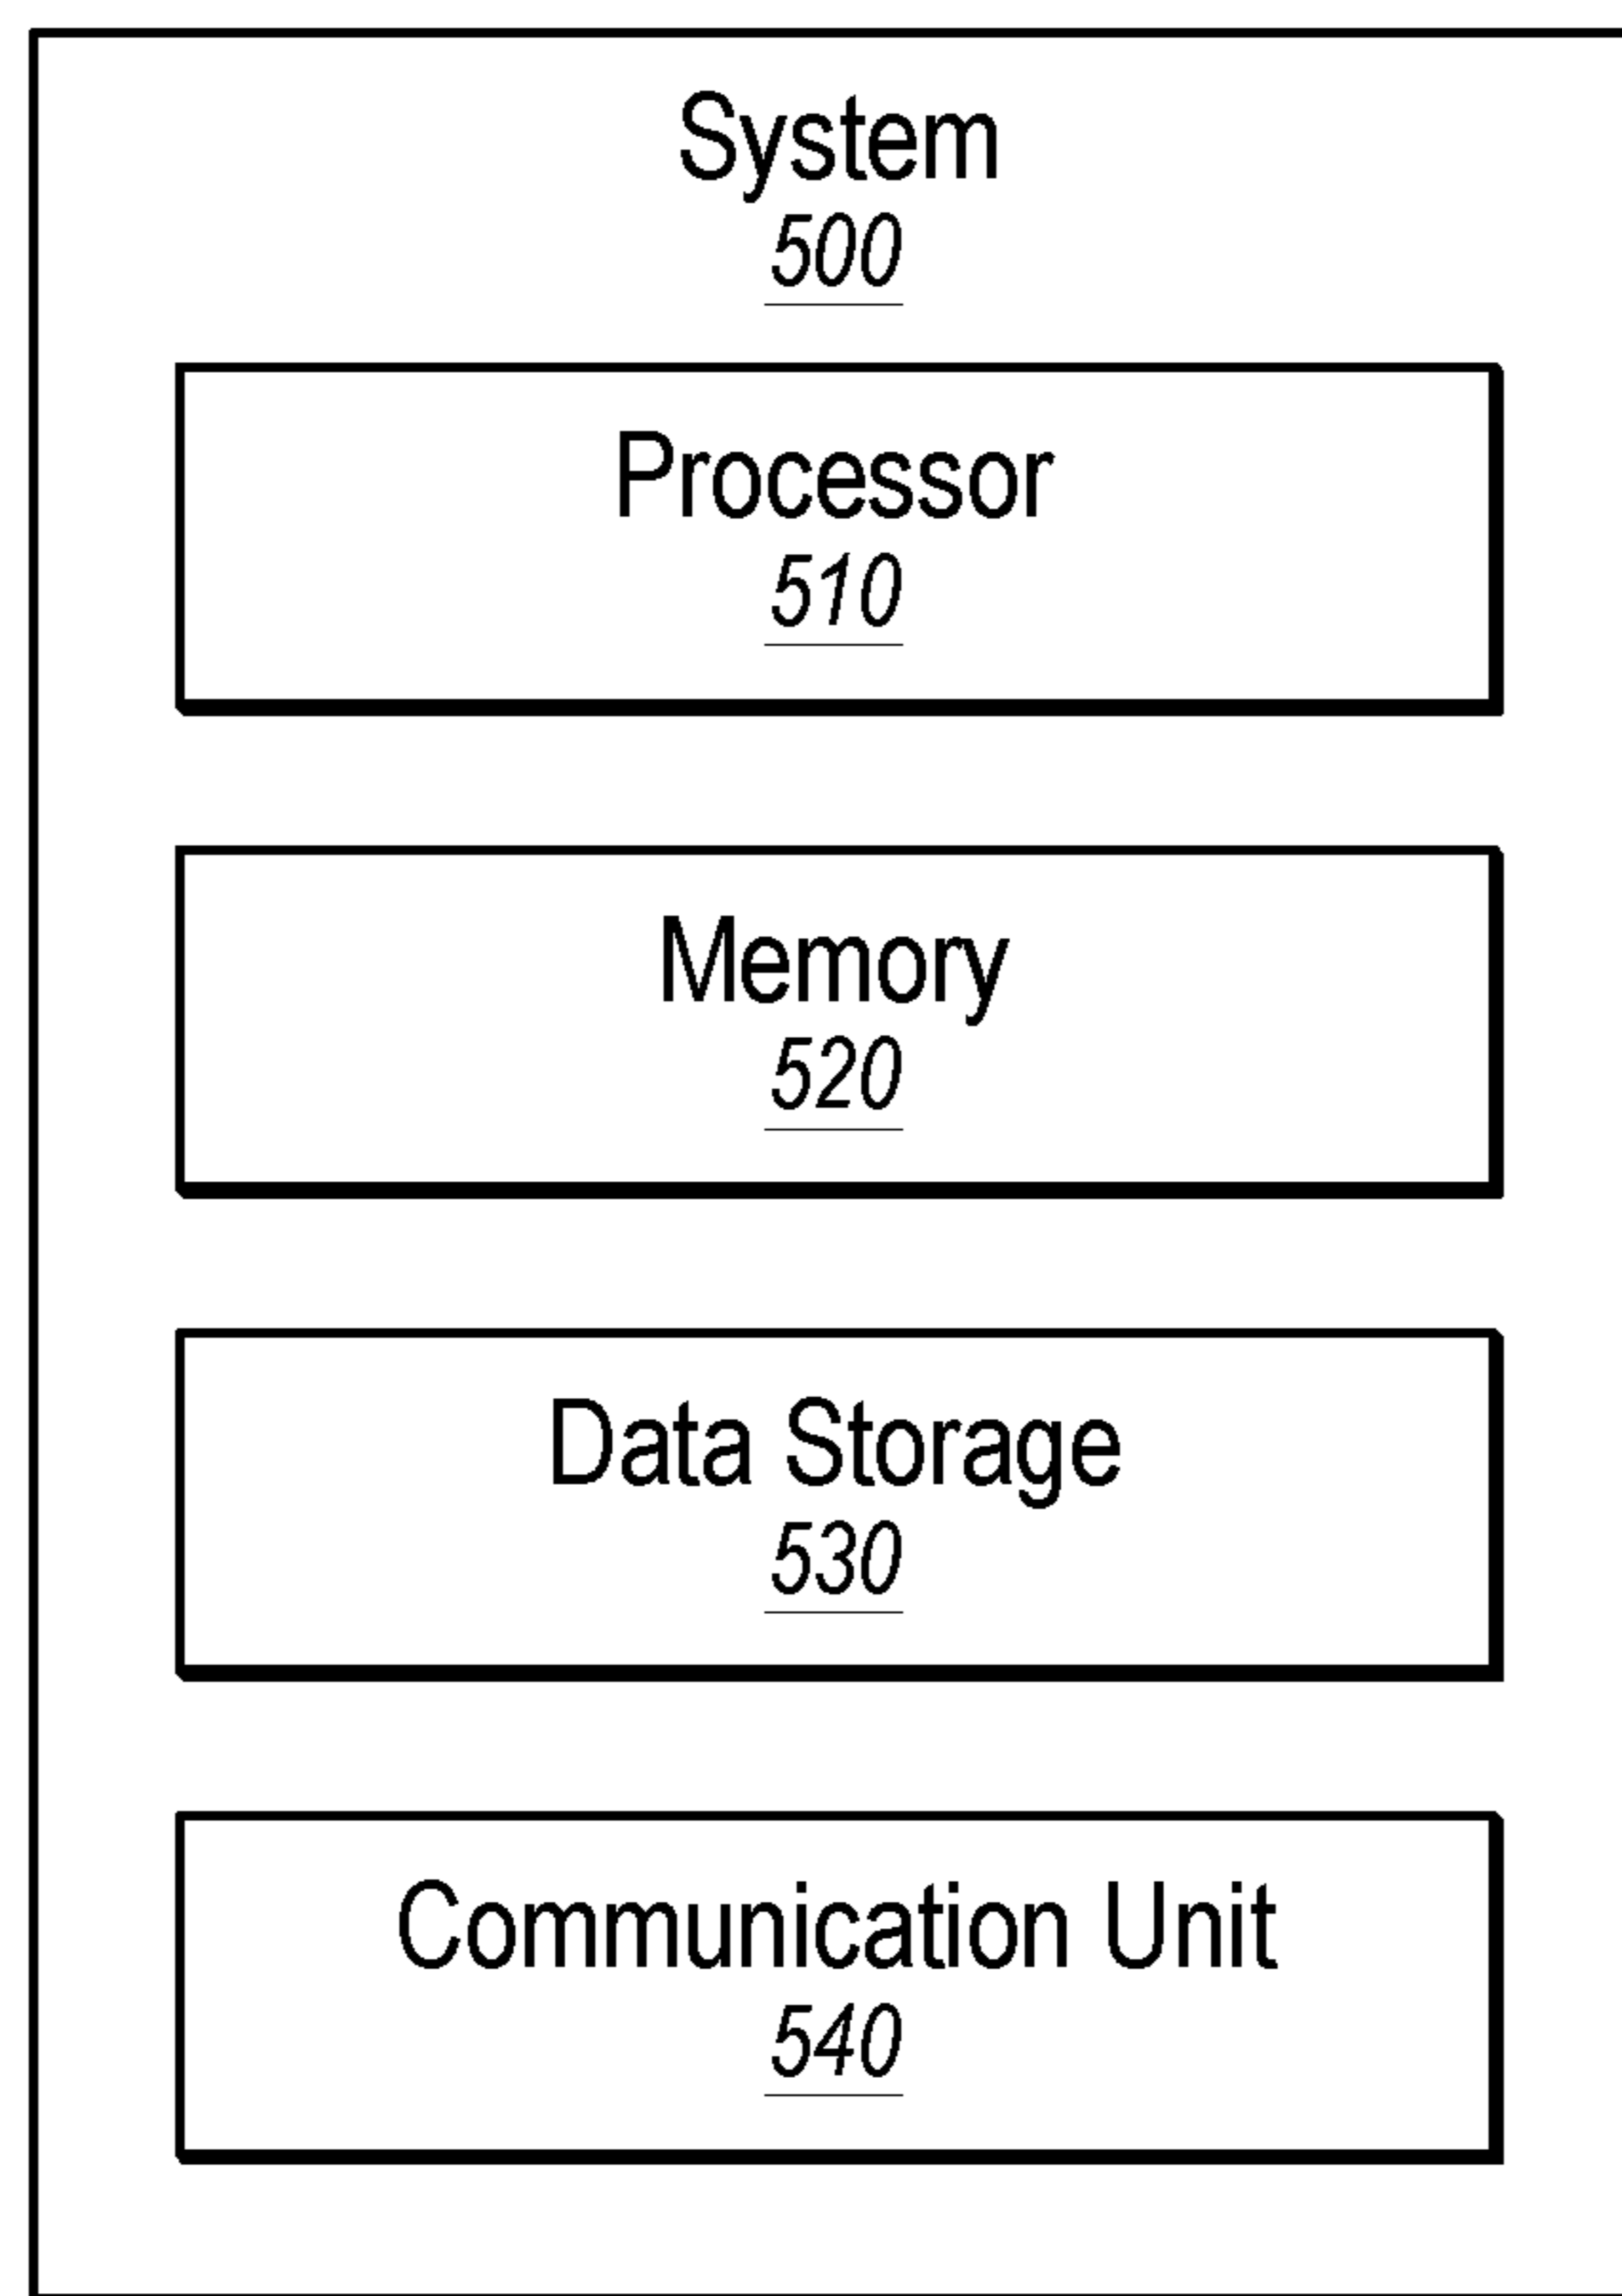 System
500
Processor
510
Memory
520
Data Storage
530
Communication Unit
540